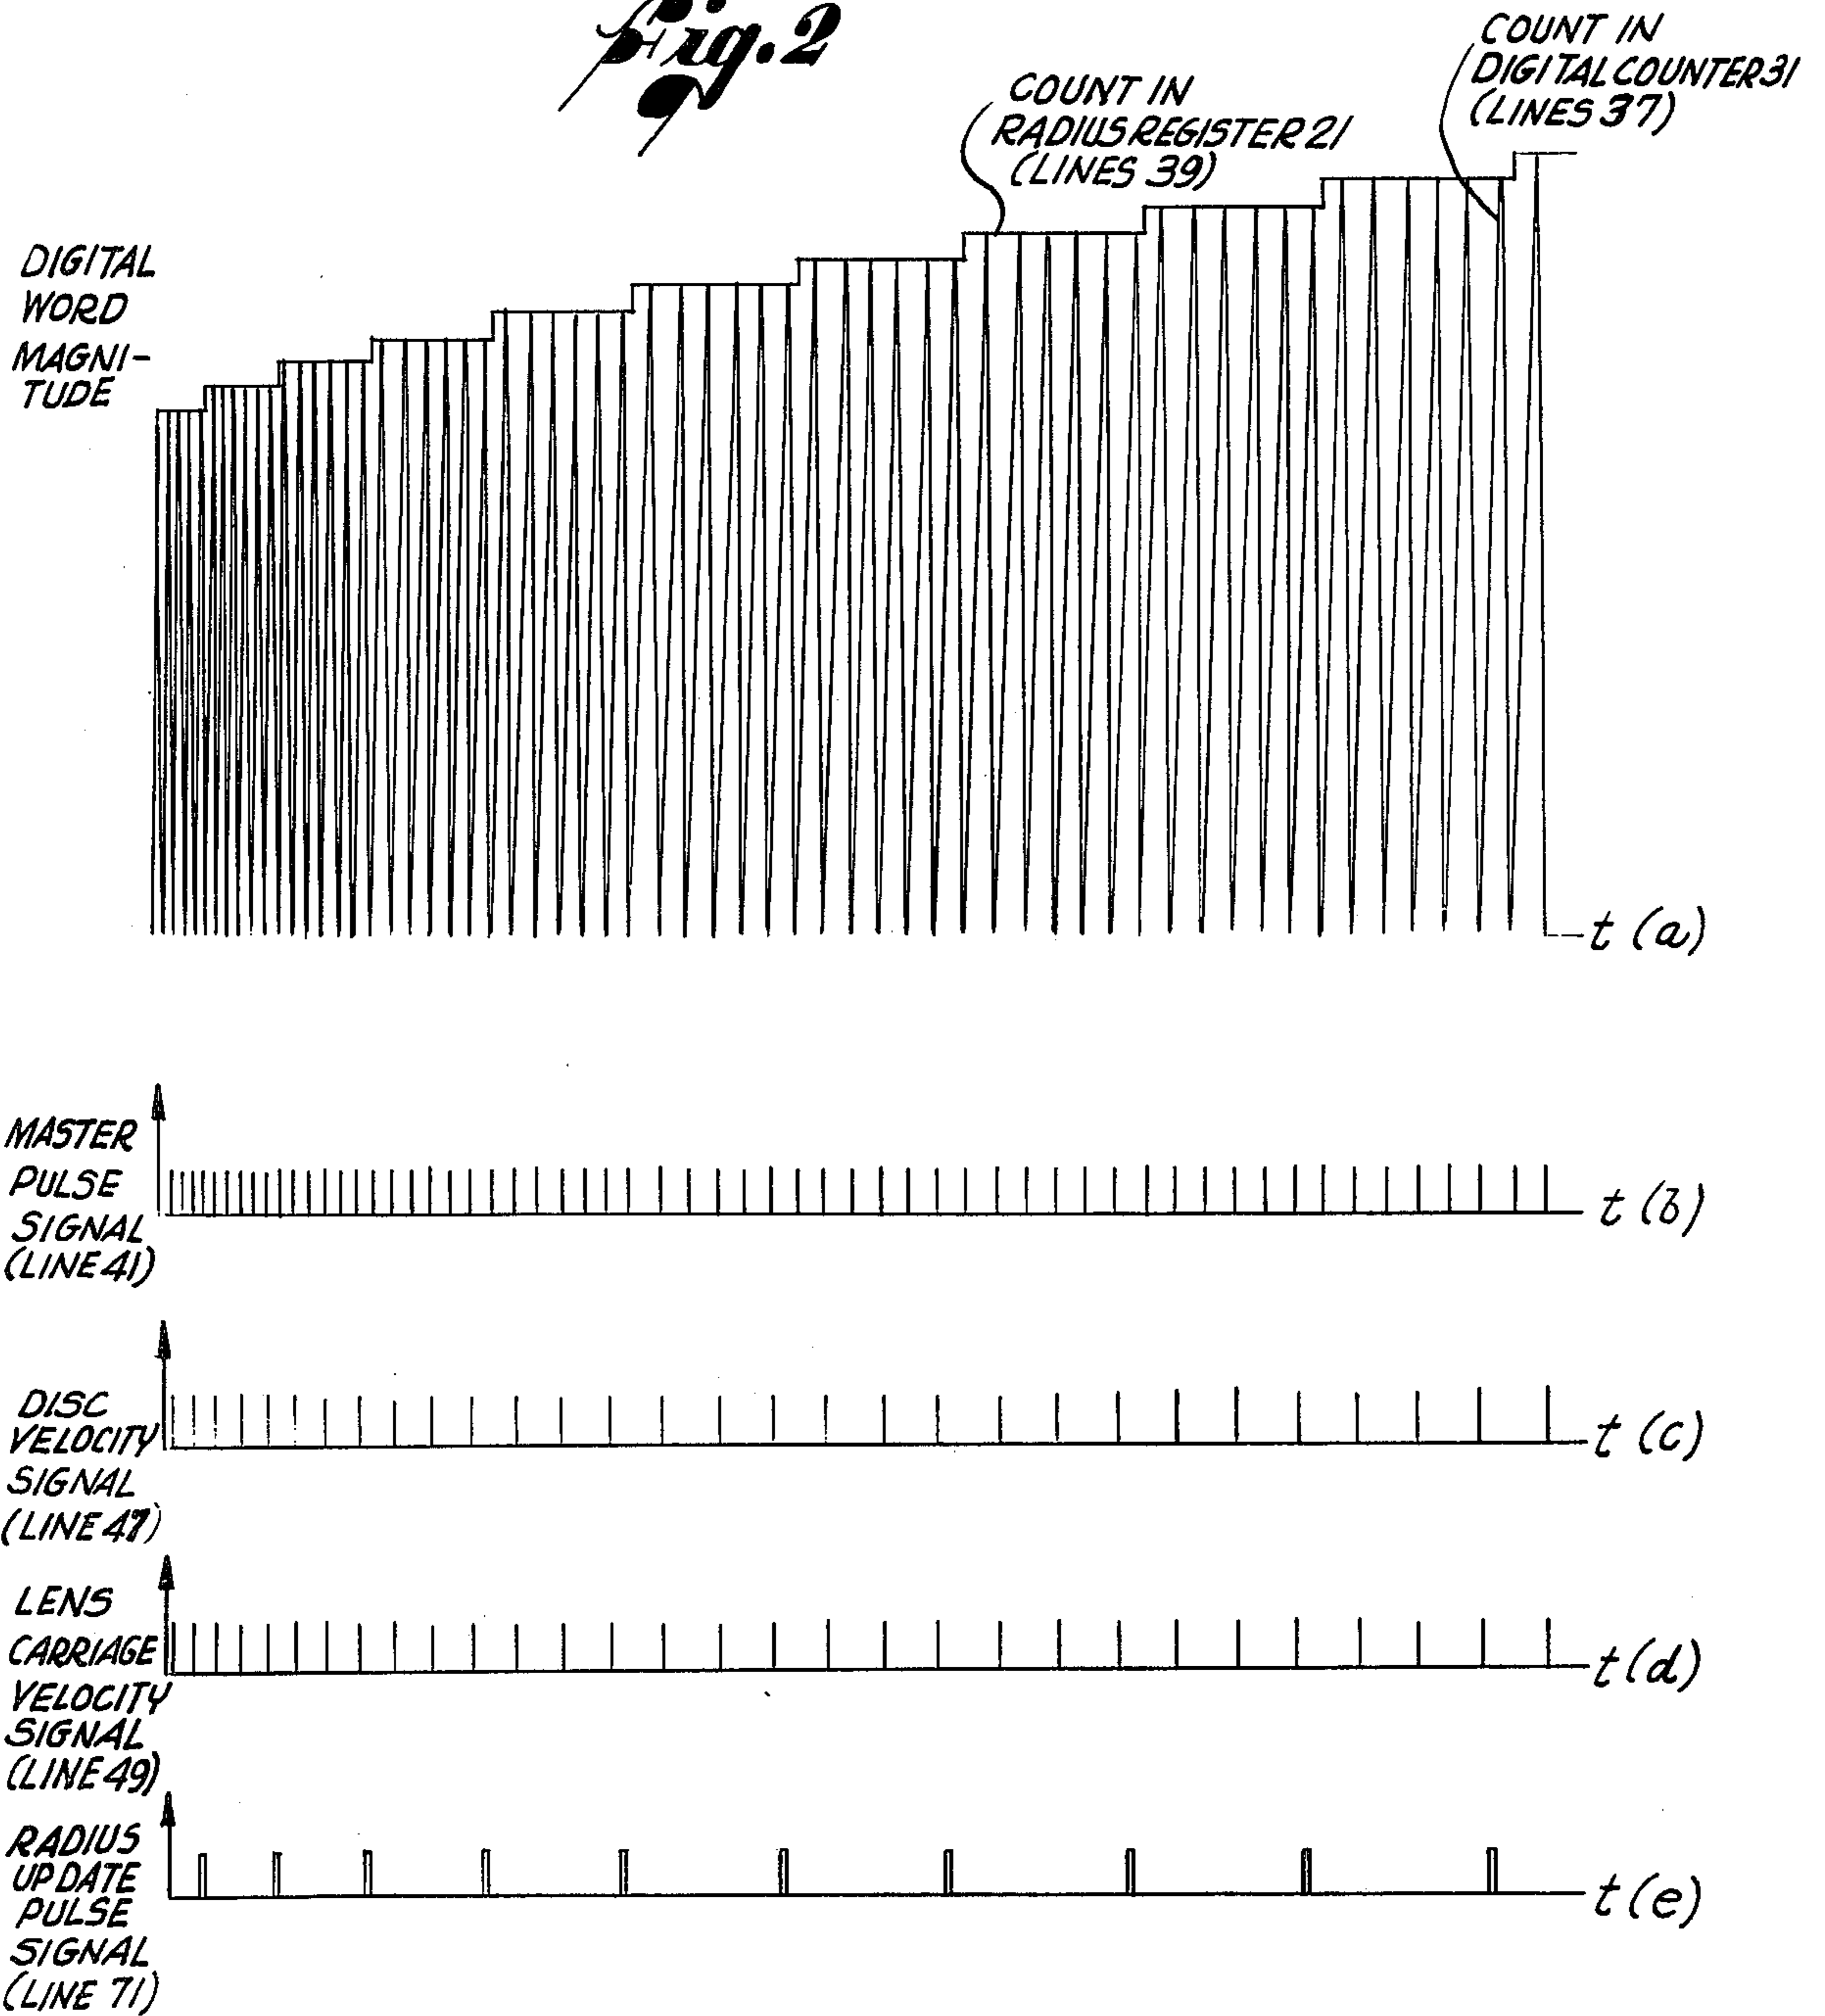 Fig. 2
COUNT IN
DIGITAL COUNTER 31
(LINES 37)
COUNT IN
RADIUS REGISTER 21
(LINES 39)
DIGITAL
WORD
MAGNI-
TUDE
t (a)
MASTER
PULSE
SIGNAL
(LINE 41)
t (b)
DISC
VELOCITY
SIGNAL
(LINE 47)
t (c)
LENS
CARRIAGE
VELOCITY
SIGNAL
(LINE 49)
t (d)
RADIUS
UPDATE
PULSE
SIGNAL
(LINE 71)
t (e)